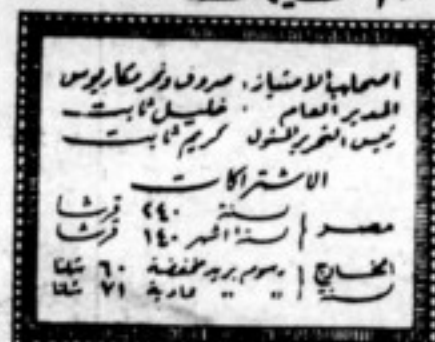 اصحاب الامتياز: صروف ونمر ومكاريوس
المدير العام : خليل ثابت
رئيس التحرير المسئول كريم ثابت
الاشتراكات
مصر سنة ٢٤٠ قرشا
ستة اشهر ١٤٠ قرشا
الخارج رسوم بريد مخفضة ٦٠ شلنا
سنة عادية ٧١ شلنا